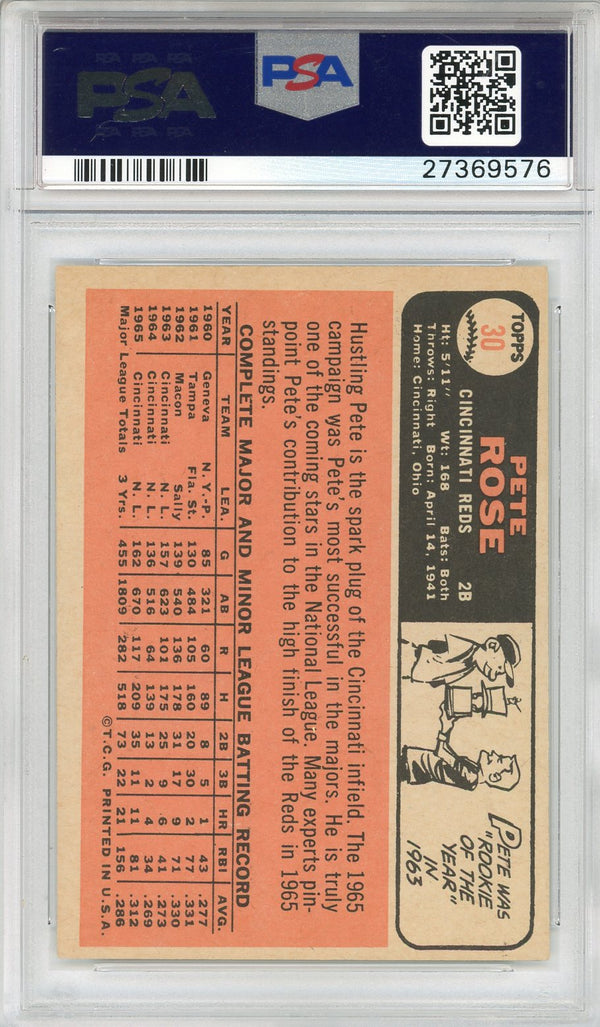 PSA PSA PSA
PSA
PSA PSA PSA
PSA
27369576
TOPPS
30
PETE
ROSE
CINCINNATI REDS 2B
Ht: 5'11" Wt: 168 Bats: Both
Throws: Right Born: April 14, 1941
Home: Cincinnati, Ohio
PETE WAS
"ROOKIE
OF THE
YEAR"
IN
1963
Hustling Pete is the spark plug of the Cincinnati infield. The 1965
campaign was Pete's most successful in the majors. He is truly
one of the coming stars in the National League. Many experts pin-
point Pete's contribution to the high finish of the Reds in 1965
standings.
COMPLETE MAJOR AND MINOR LEAGUE BATTING RECORD
YEAR TEAM LEA. G AB R H 2B 3B HR RBI AVG.
1960 Geneva N. Y.-P. 85 321 60 89 8 5 1 43 .277
1961 Tampa Fla. St. 130 484 105 160 20 30 2 77 .331
1962 Macon Sally 139 540 136 178 31 17 9 71 .330
1963 Cincinnati N. L. 157 623 101 170 25 9 6 41 .273
1964 Cincinnati N. L. 136 516 64 139 13 2 4 34 .269
1965 Cincinnati N. L. 162 670 117 209 35 11 11 81 .312
Major League Totals 3 Yrs. 455 1809 282 518 73 22 21 156 .286
©T.C.G. PRINTED IN U.S.A.